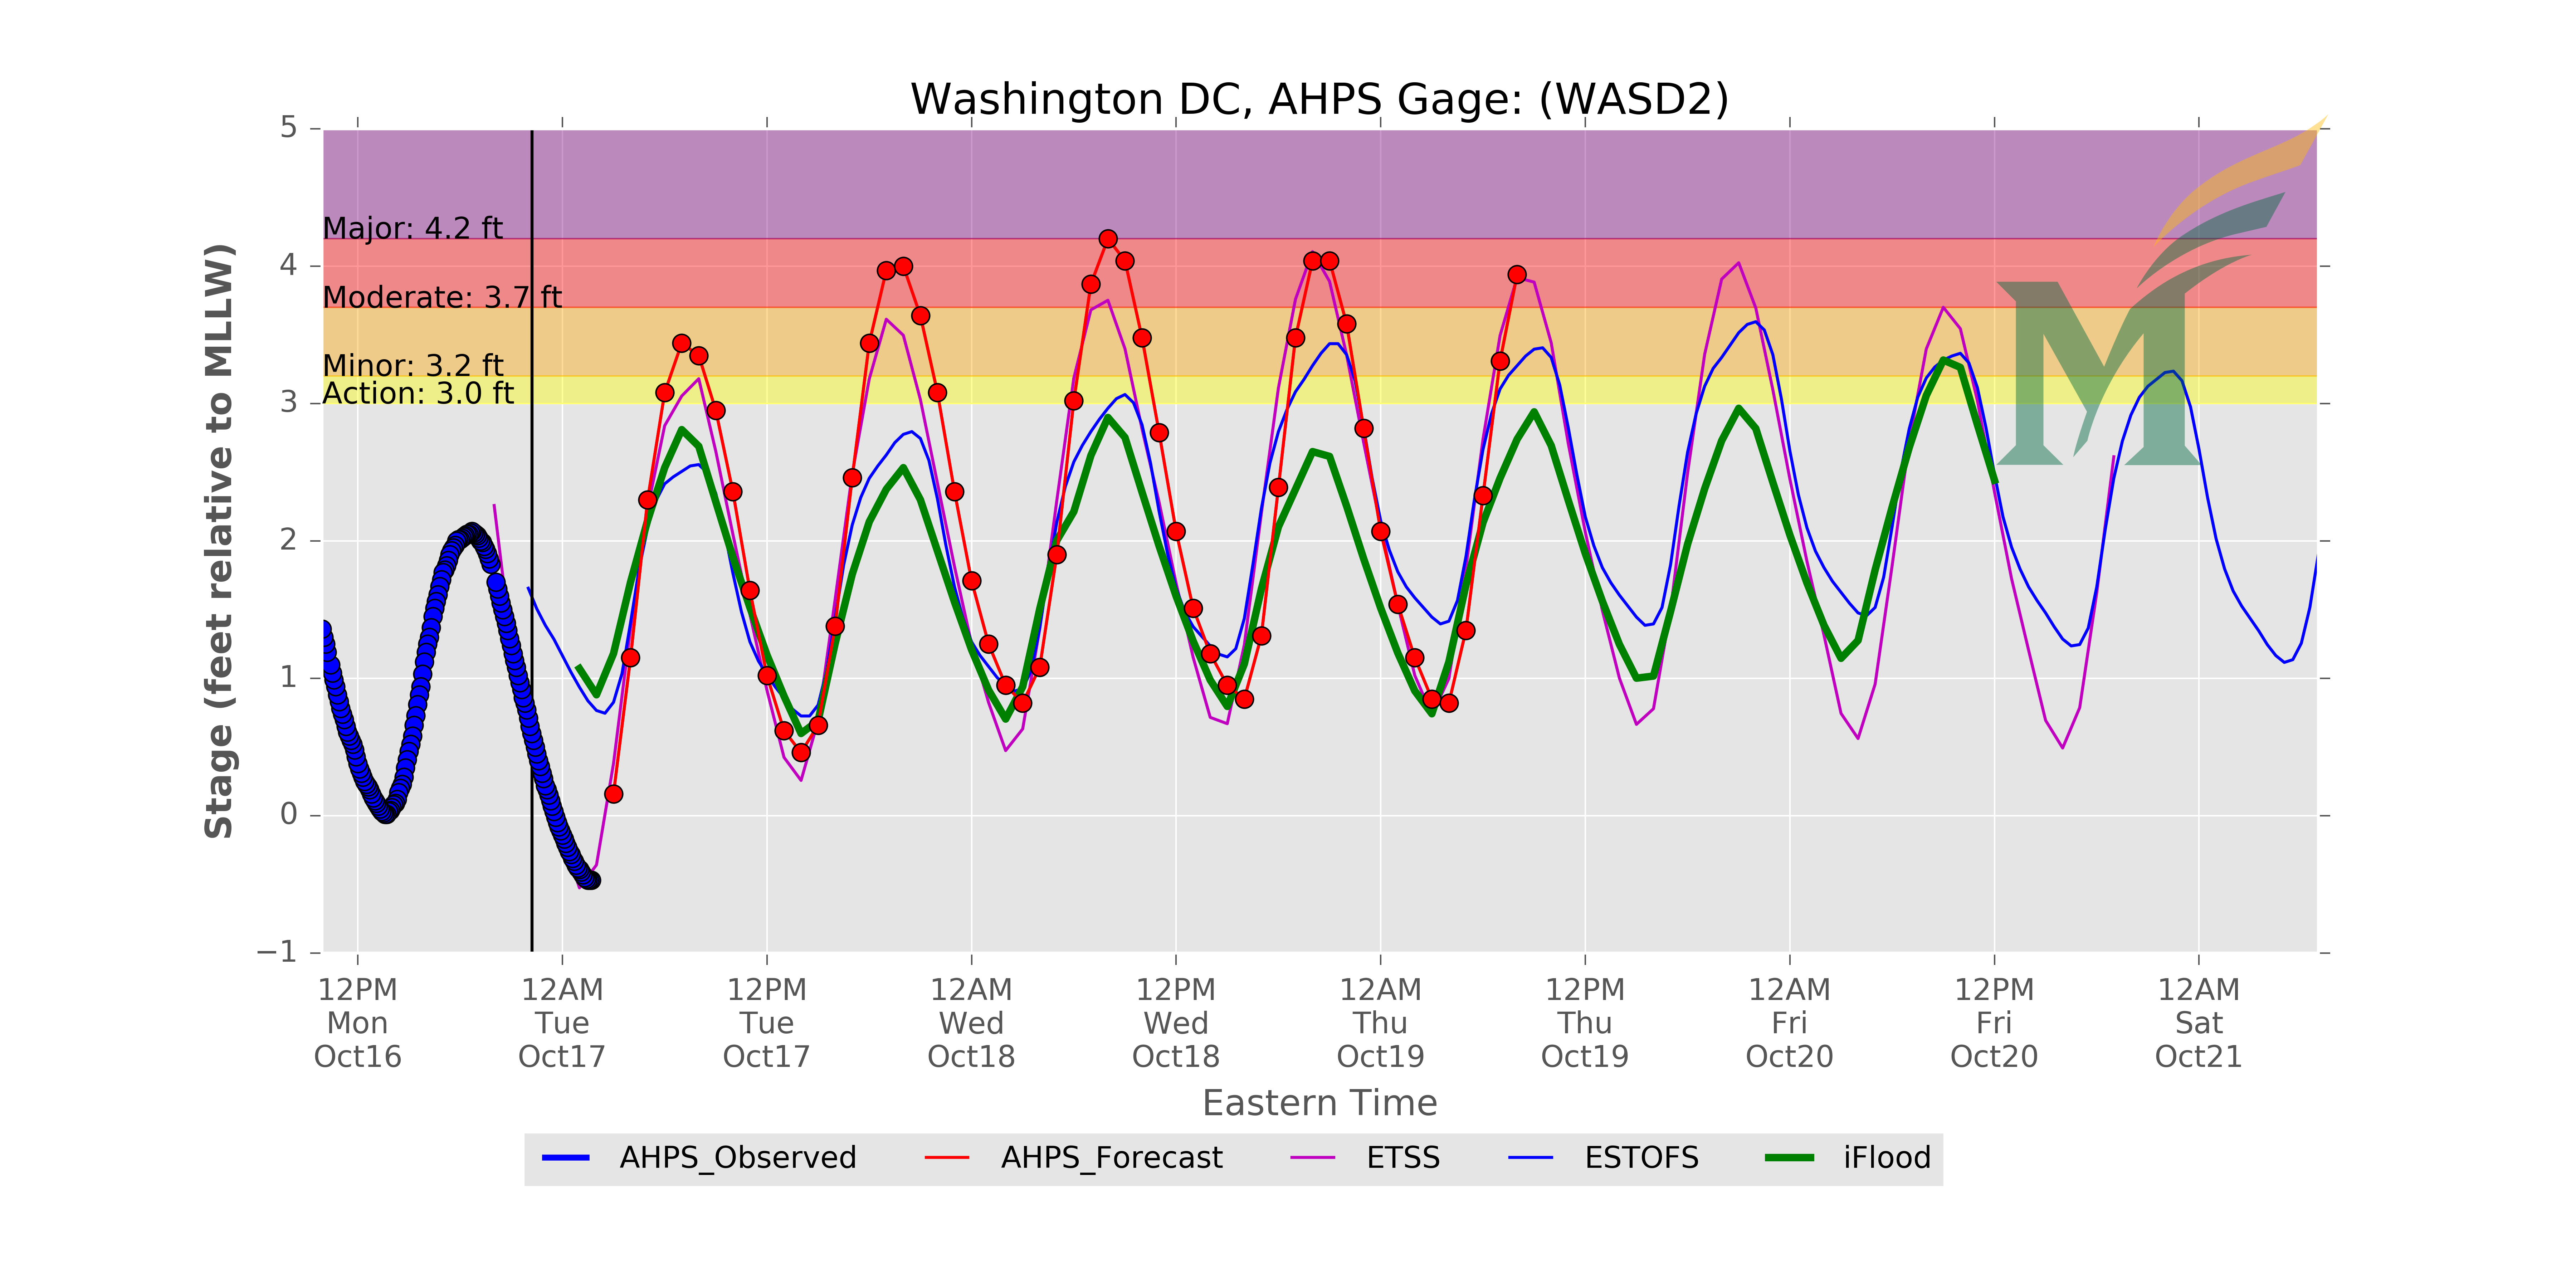 Washington DC, AHPS Gage: (WASD2)
5
4
3
2
1
0
−1
Stage (feet relative to MLLW)
Major: 4.2 ft
Moderate: 3.7 ft
Minor: 3.2 ft
Action: 3.0 ft
M
12PM 12AM 12PM 12AM 12PM 12AM 12PM 12AM 12PM 12AM
Mon Tue Tue Wed Wed Thu Thu Fri Fri Sat
Oct16 Oct17 Oct17 Oct18 Oct18 Oct19 Oct19 Oct20 Oct20 Oct21
Eastern Time
AHPS_Observed AHPS_Forecast ETSS ESTOFS iFlood